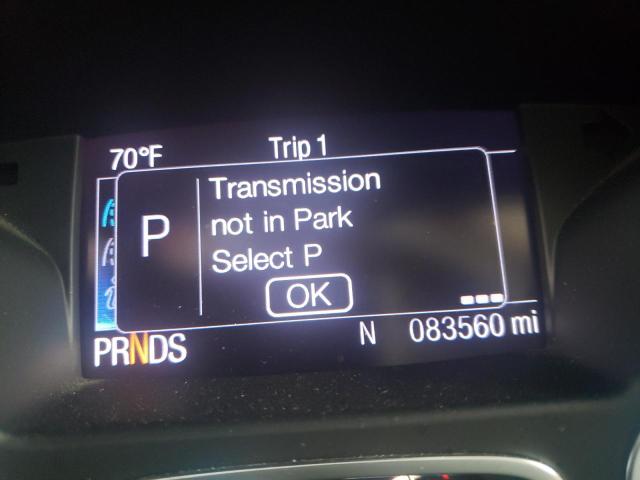 70°F Trip 1
P
Transmission
not in Park
Select P
OK
PRNDS N 083560 mi